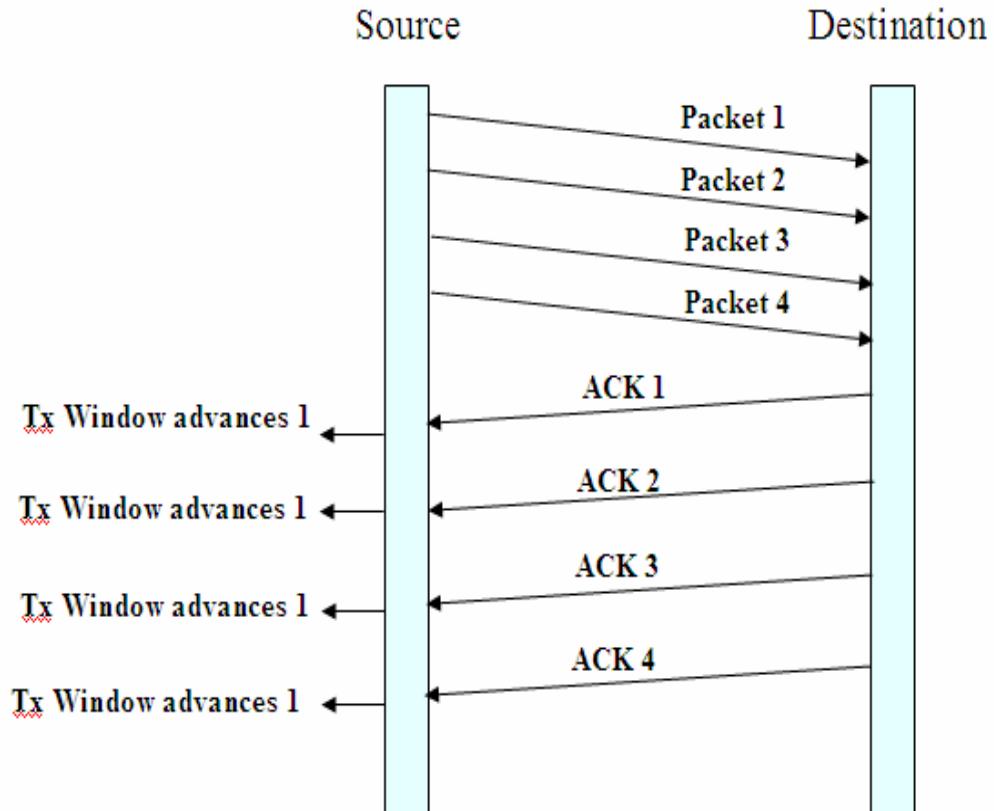 Source
Destination
Packet 1
Packet 2
Packet 3
Packet 4
ACK 1
Tx Window advances 1
ACK 2
Tx Window advances 1
ACK 3
Tx Window advances 1
ACK 4
Tx Window advances 1